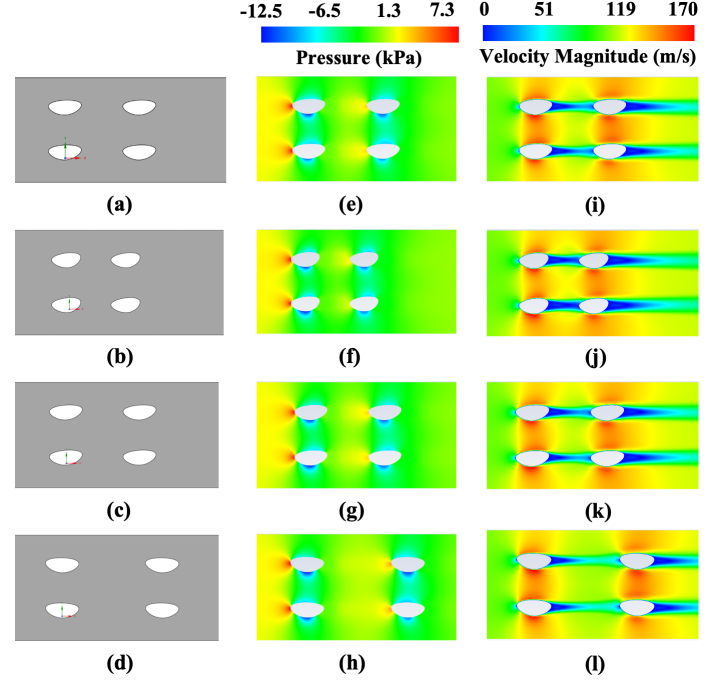 -12.5 -6.5 1.3 7.3
Pressure (kPa)
0 51 119 170
Velocity Magnitude (m/s)
(a) (e) (i)
(b) (f) (j)
(c) (g) (k)
(d) (h) (l)